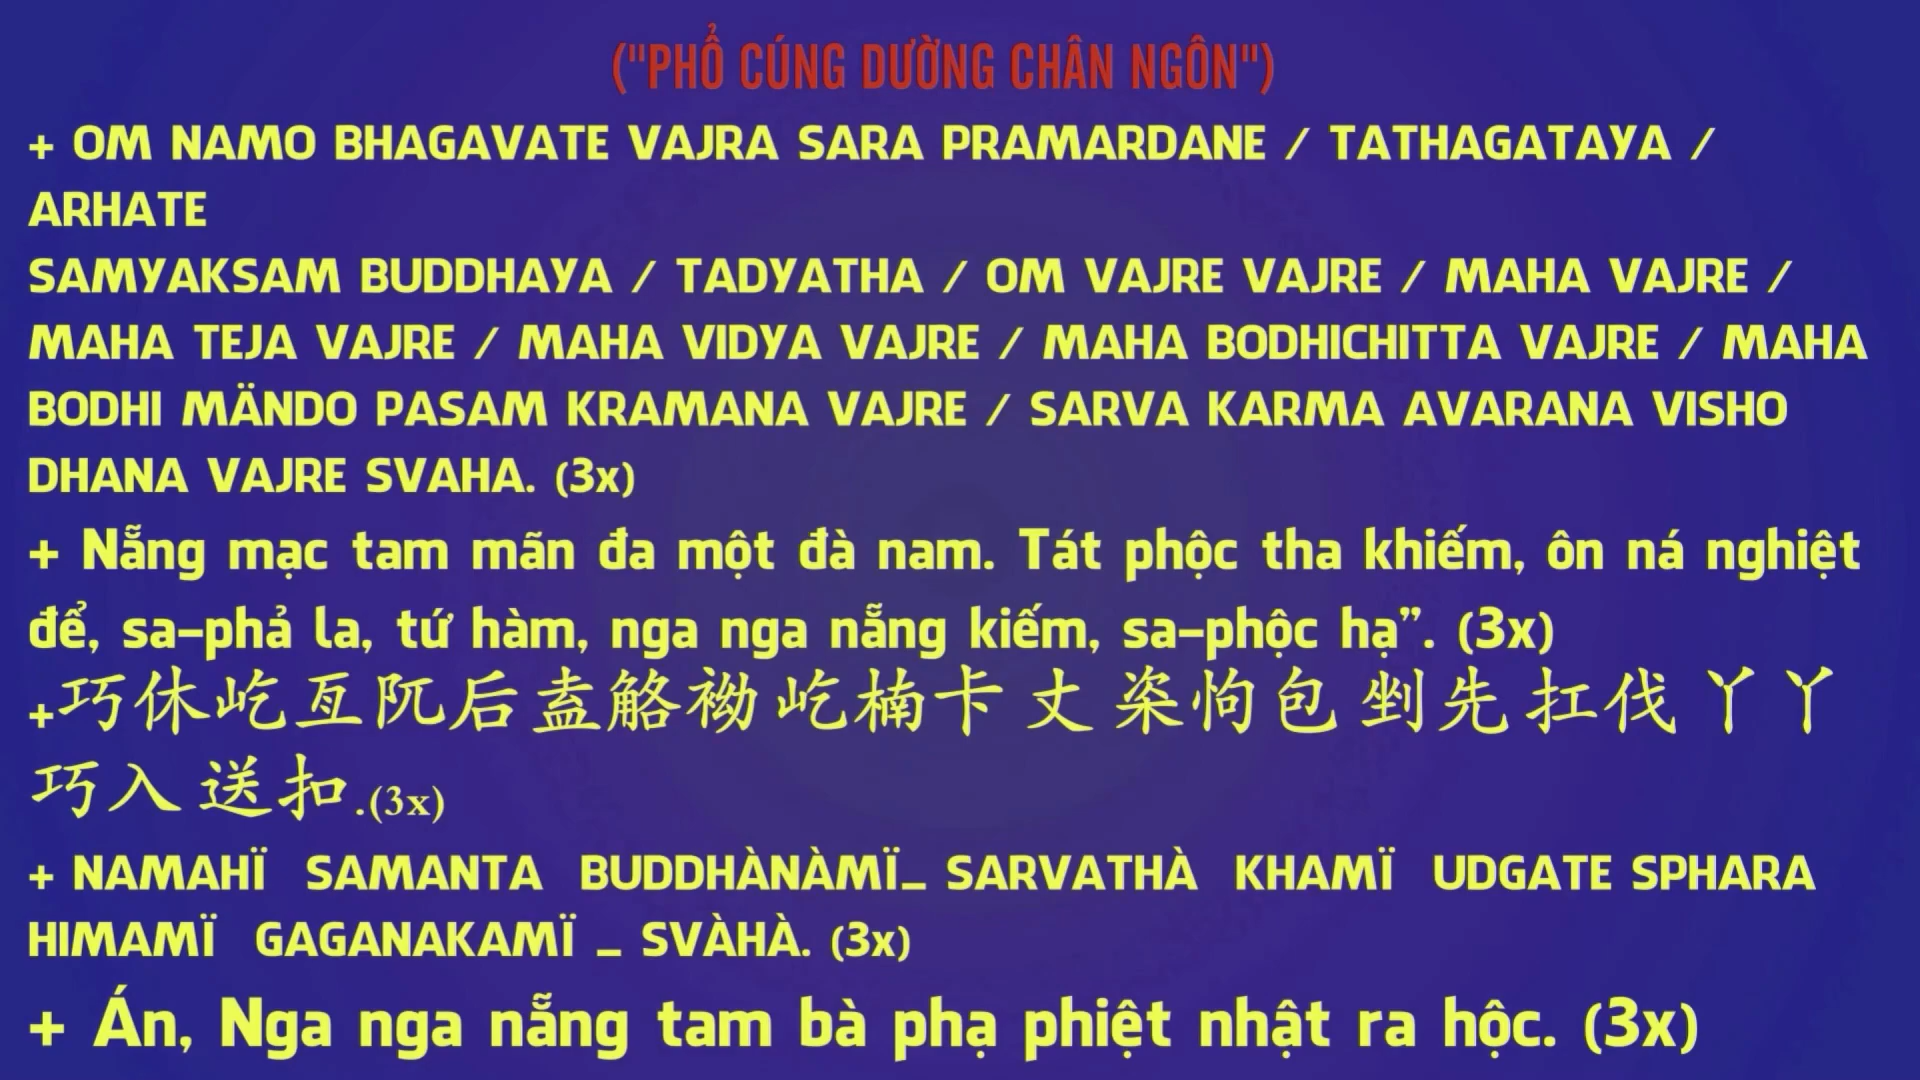 ("PHỔ CÚNG DƯỜNG CHÂN NGÔN")
+ OM NAMO BHAGAVATE VAJRA SARA PRAMARDANE / TATHAGATAYA /
ARHATE
SAMYAKSAM BUDDHAYA / TADYATHA / OM VAJRE VAJRE / MAHA VAJRE /
MAHA TEJA VAJRE / MAHA VIDYA VAJRE / MAHA BODHICHITTA VAJRE / MAHA
BODHI MÄNDO PASAM KRAMANA VAJRE / SARVA KARMA AVARANA VISHO
DHANA VAJRE SVAHA. (3x)
+ Nẵng mạc tam mãn đa một đà nam. Tát phộc tha khiếm, ôn ná nghiệt
để, sa-phả la, tứ hàm, nga nga nẵng kiếm, sa-phộc hạ”. (3x)
+巧休屹亙阢后盍觡袎屹楠卡丈 栥怐包 剉先扛伐 丫丫
巧入送扣.(3x)
+ NAMAHÏ SAMANTA BUDDHÀNÀMÏ_ SARVATHÀ KHAMÏ UDGATE SPHARA
HIMAMÏ GAGANAKAMÏ _ SVÀHÀ. (3x)
+ Án, Nga nga nẵng tam bà phạ phiệt nhật ra hộc. (3x)